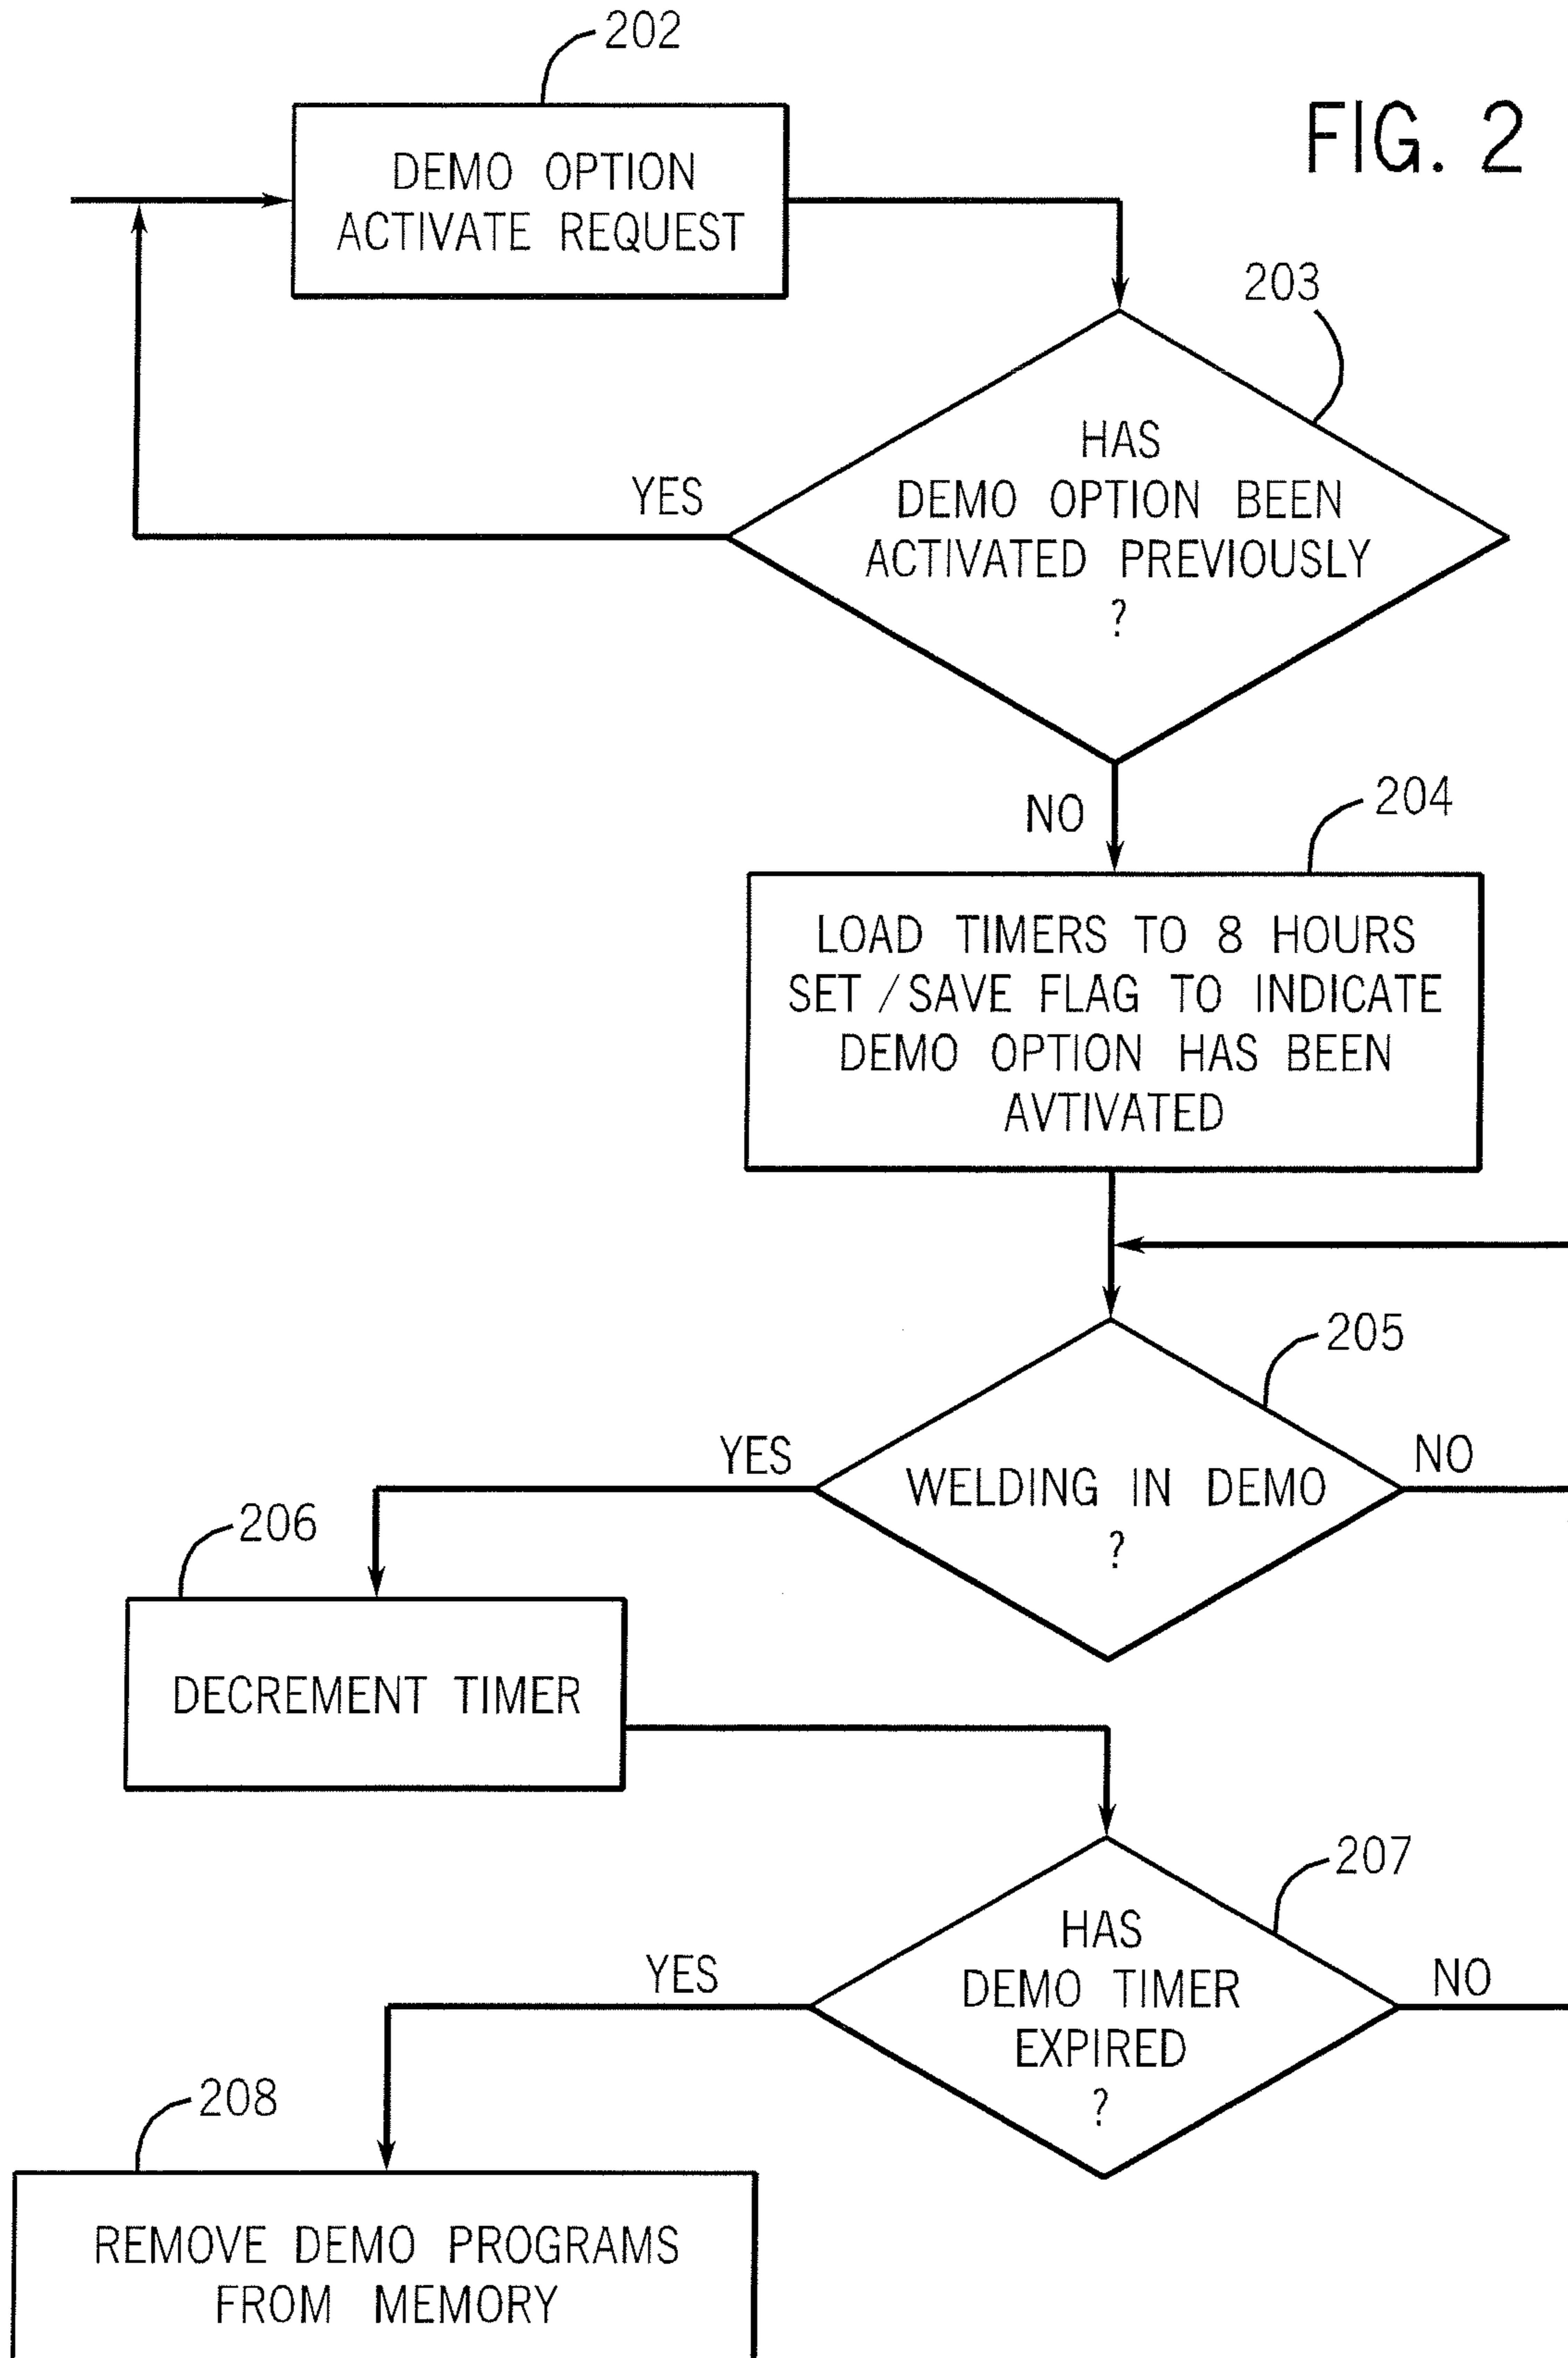 202
FIG. 2
DEMO OPTION
ACTIVATE REQUEST
203
HAS
DEMO OPTION BEEN
ACTIVATED PREVIOUSLY
?
YES
NO
204
LOAD TIMERS TO 8 HOURS
SET / SAVE FLAG TO INDICATE
DEMO OPTION HAS BEEN
AVTIVATED
205
YES
WELDING IN DEMO
?
NO
206
DECREMENT TIMER
207
YES
HAS
DEMO TIMER
EXPIRED
?
NO
208
REMOVE DEMO PROGRAMS
FROM MEMORY